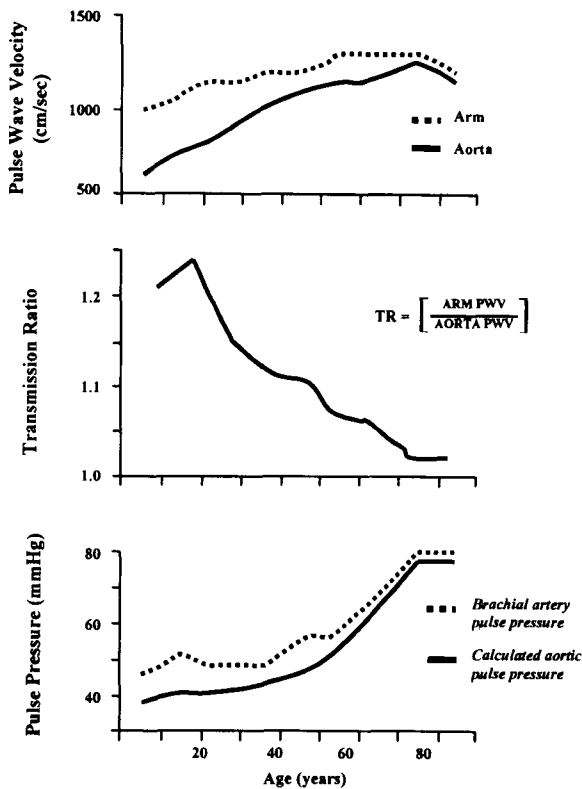 1500
1000
500
Pulse Wave Velocity
(cm/sec)
Arm
Aorta
1.2
1.1
1.0
Transmission Ratio
TR = [ ARM PWV
AORTA PWV ]
80
60
40
Pulse Pressure (mmHg)
Brachial artery
pulse pressure
Calculated aortic
pulse pressure
20 40 60 80
Age (years)